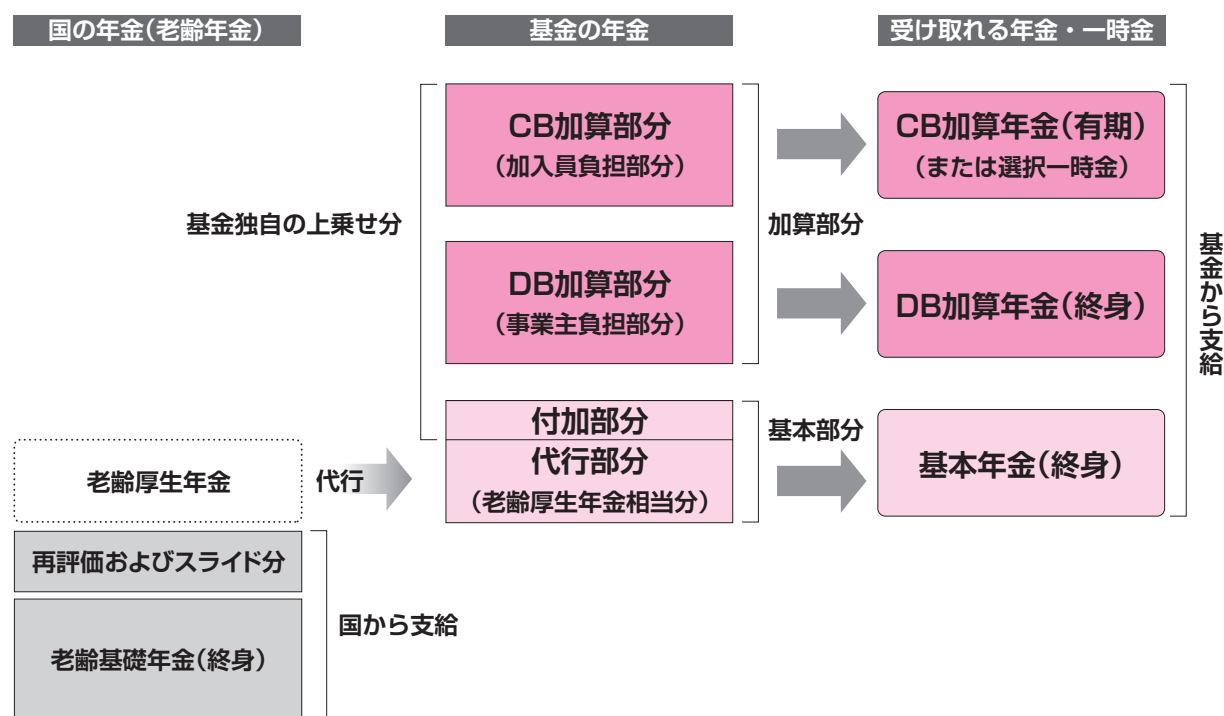 国の年金(老齢年金)
基金の年金
受け取れる年金・一時金
CB加算部分
(加入員負担部分)
CB加算年金(有期)
(または選択一時金)
基金独自の上乗せ分
加算部分
DB加算部分
(事業主負担部分)
DB加算年金(終身)
基金から支給
付加部分
基本部分
老齢厚生年金
代行
代行部分
(老齢厚生年金相当分)
基本年金(終身)
再評価およびスライド分
国から支給
老齢基礎年金(終身)